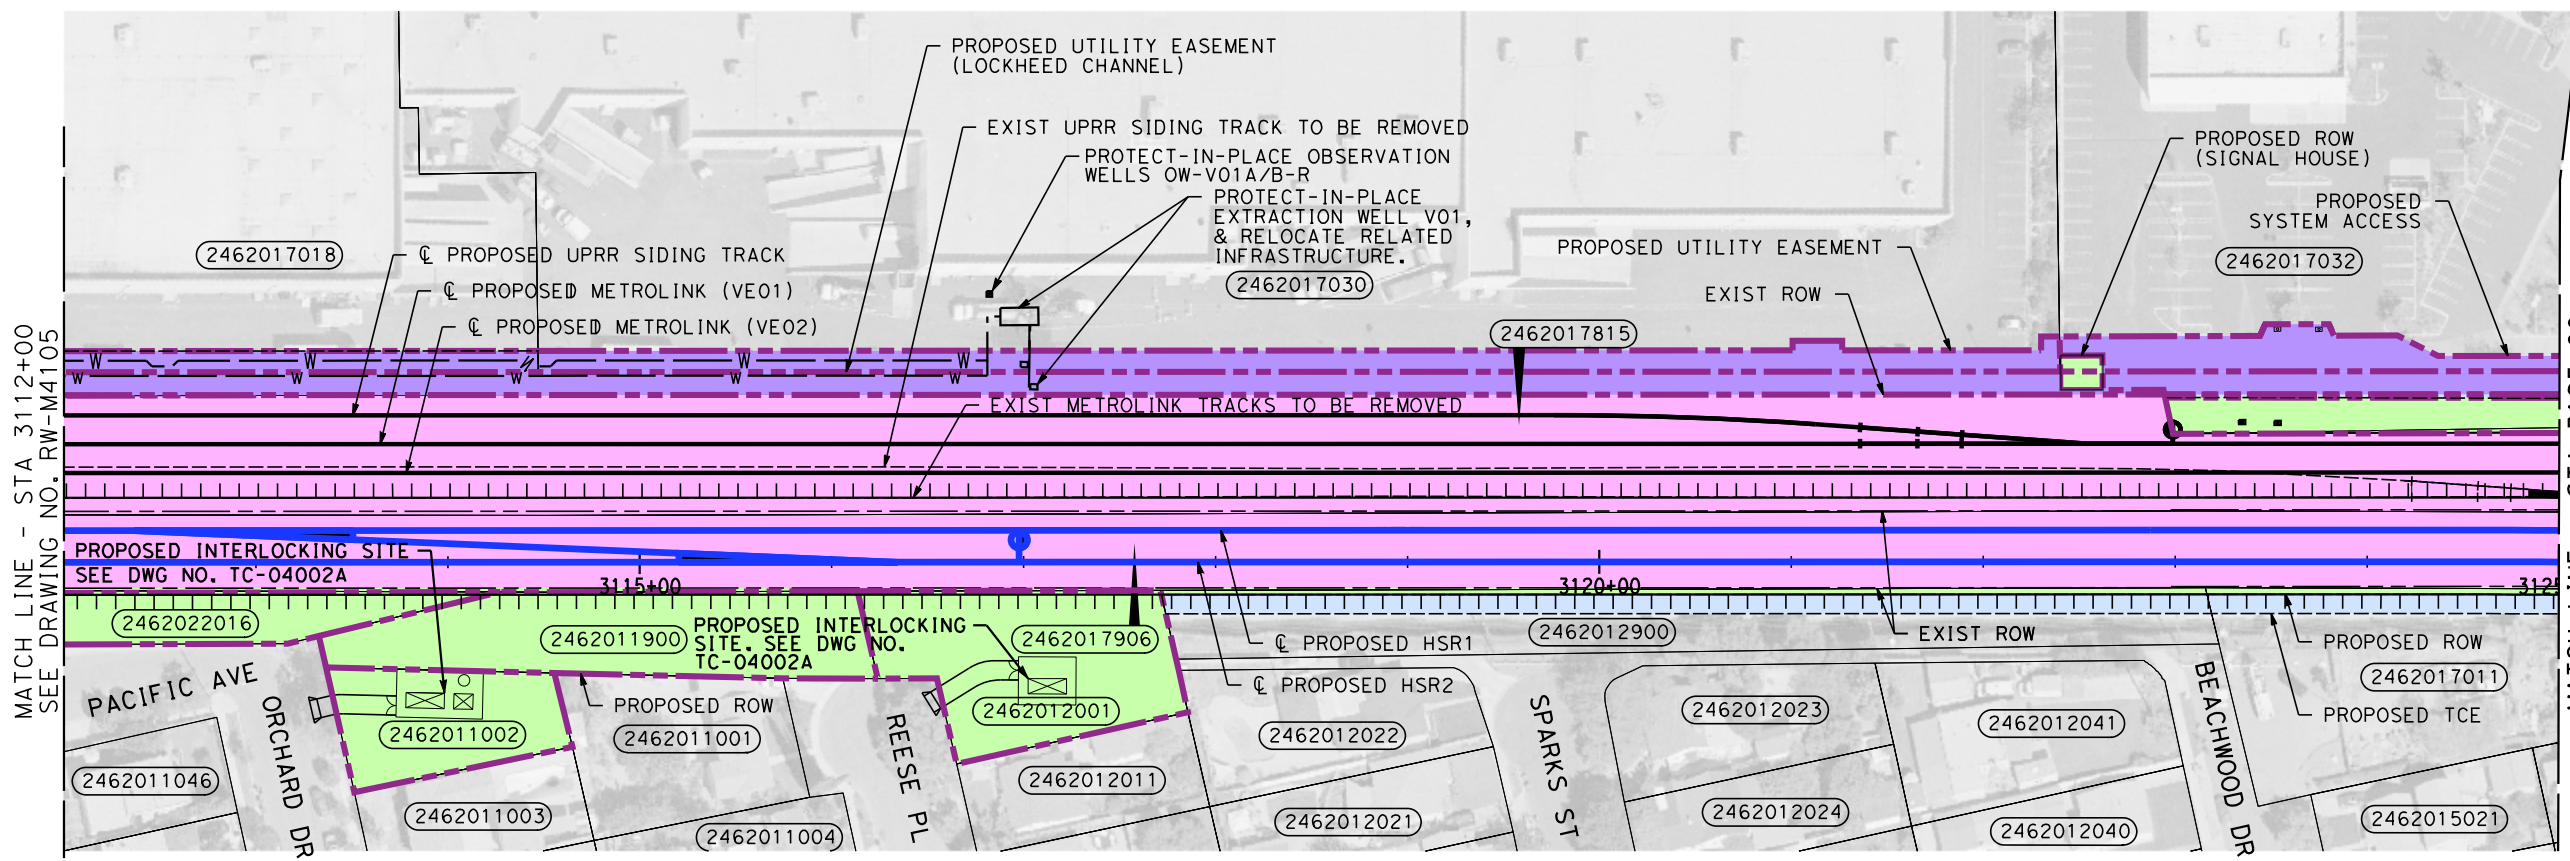 PROPOSED UTILITY EASEMENT
(LOCKHEED CHANNEL)
EXIST UPRR SIDING TRACK TO BE REMOVED
PROTECT-IN-PLACE OBSERVATION
WELLS OW-V01A/B-R
PROTECT-IN-PLACE
EXTRACTION WELL V01,
& RELOCATE RELATED
INFRASTRUCTURE.
2462017030
PROPOSED ROW
(SIGNAL HOUSE)
PROPOSED
SYSTEM ACCESS
2462017032
PROPOSED UTILITY EASEMENT
EXIST ROW
2462017018
℄ PROPOSED UPRR SIDING TRACK
℄ PROPOSED METROLINK (VE01)
℄ PROPOSED METROLINK (VE02)
2462017815
MATCH LINE - STA 3112+00
SEE DRAWING NO. RW-M4105
W W W W
W W W W W
EXIST METROLINK TRACKS TO BE REMOVED
PROPOSED INTERLOCKING SITE
SEE DWG NO. TC-04002A
3115+00
3120+00
2462022016
2462011900
PROPOSED INTERLOCKING
SITE. SEE DWG NO.
TC-04002A
2462017906
2462012900
EXIST ROW
℄ PROPOSED HSR1
℄ PROPOSED HSR2
PROPOSED ROW
2462017011
PROPOSED TCE
PACIFIC AVE
ORCHARD DR
PROPOSED ROW
REESE PL
SPARKS ST
BEACHWOOD DR
2462011002
2462011001
2462012001
2462012022
2462012023
2462012041
2462011046
2462012011
2462011003
2462011004
2462012021
2462012024
2462012040
2462015021